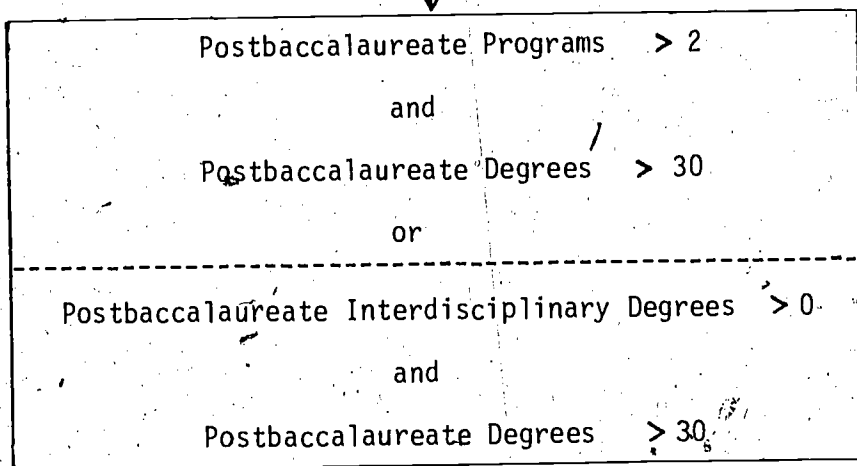 Postbaccalaureate Programs > 2
and
Postbaccalaureate Degrees > 30
or
Postbaccalaureate Interdisciplinary Degrees > 0
and
Postbaccalaureate Degrees > 30